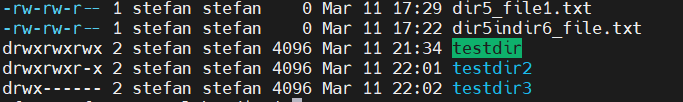 -rw-rw-r-- 1 stefan stefan    0 Mar 11 17:29 dir5_file1.txt
-rw-rw-r-- 1 stefan stefan    0 Mar 11 17:31 dir5indir6_file.txt
drwxrwxrwx 2 stefan stefan 4096 Mar 11 21:34 testdir
drwxrwxr-x 2 stefan stefan 4096 Mar 11 22:01 testdir2
drwx------ 2 stefan stefan 4096 Mar 11 22:02 testdir3